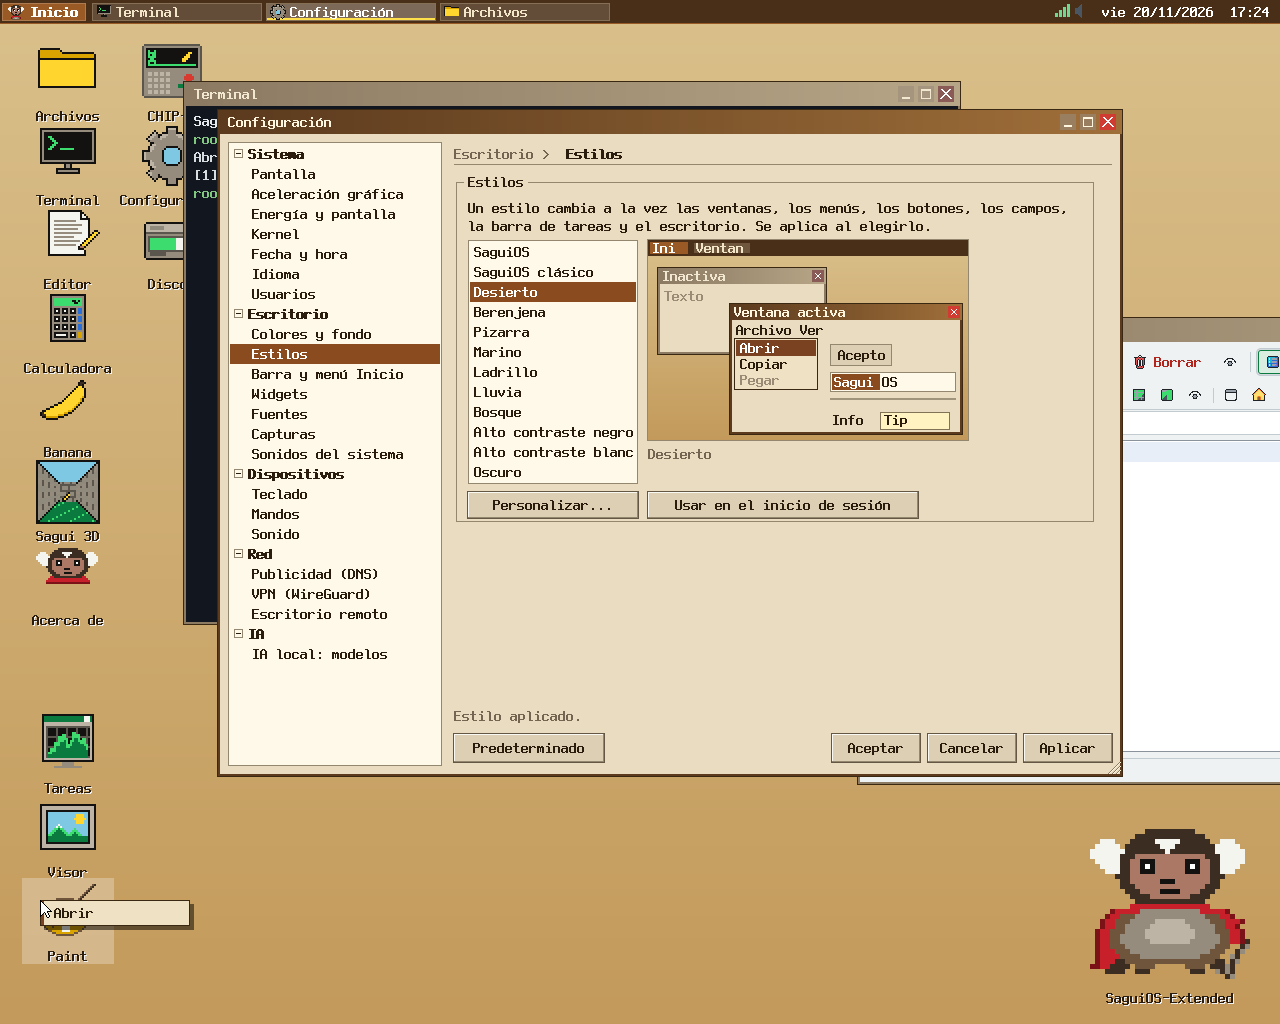 Inicio
Terminal
Configuración
Archivos
vie 20/11/2026 17:24
Archivos
Terminal
Editor
Calculadora
Banana
Sagui 3D
Acerca de
Tareas
Visor
Abrir
Paint
Terminal
[1]
Configuración
Sistema
Pantalla
Aceleración gráfica
Energía y pantalla
Kernel
Fecha y hora
Idioma
Usuarios
Escritorio
Colores y fondo
Estilos
Barra y menú Inicio
Widgets
Fuentes
Capturas
Sonidos del sistema
Dispositivos
Teclado
Mandos
Sonido
Red
Publicidad (DNS)
VPN (WireGuard)
Escritorio remoto
IA
IA local: modelos
Escritorio > Estilos
Estilos
Un estilo cambia a la vez las ventanas, los menús, los botones, los campos,
la barra de tareas y el escritorio. Se aplica al elegirlo.
SaguiOS
SaguiOS clásico
Desierto
Berenjena
Pizarra
Marino
Ladrillo
Lluvia
Bosque
Alto contraste negro
Alto contraste blanc
Oscuro
Ini Ventan
Inactiva
Texto
Ventana activa
Archivo Ver
Abrir
Copiar
Pegar
Acepto
Sagui OS
Info Tip
Desierto
Personalizar...
Usar en el inicio de sesión
Estilo aplicado.
Predeterminado
Aceptar
Cancelar
Aplicar
Borrar
SaguiOS-Extended